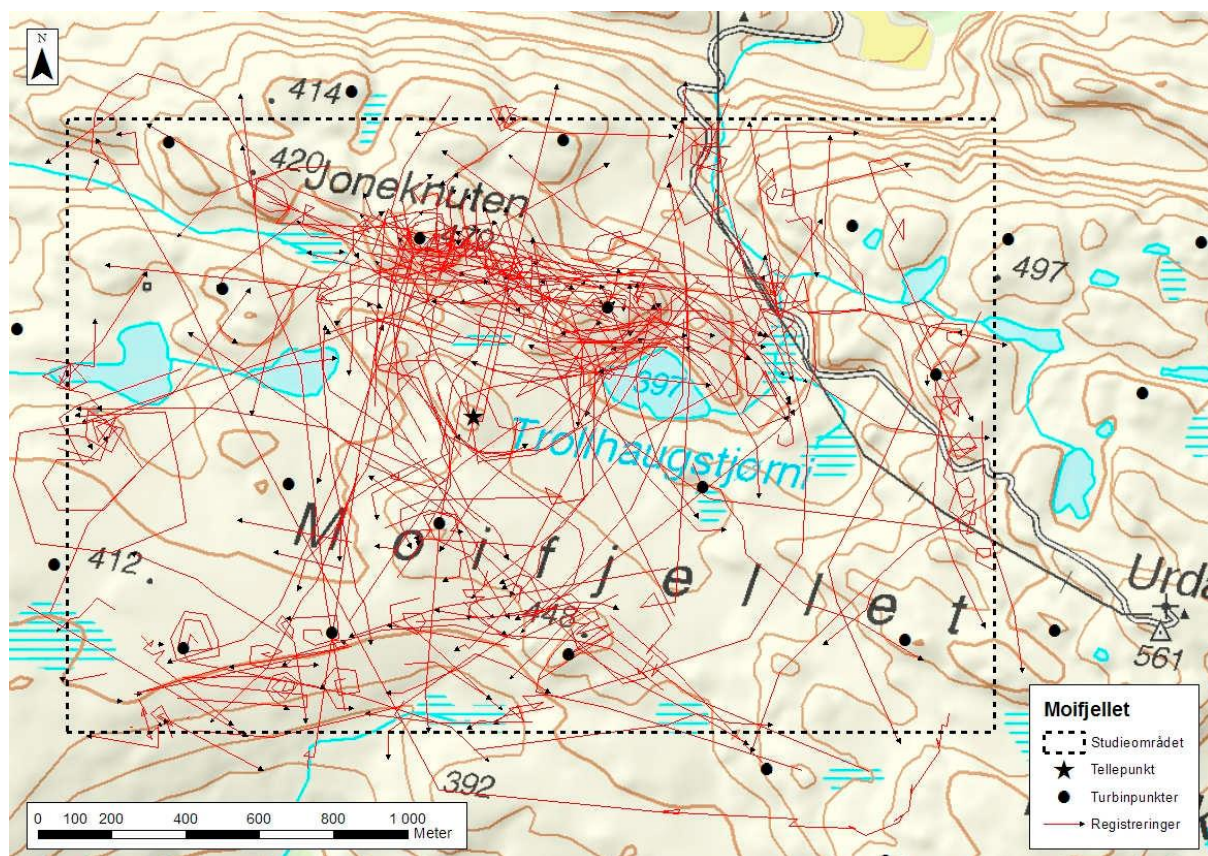 N
414
420
Joneknuten
497
397
Trollhaugstjørni
Moifjellet
412
448
561
392
Moifjellet
Studieområdet
Tellepunkt
Turbinpunkter
Registreringer
0 100 200 400 600 800 1 000
Meter